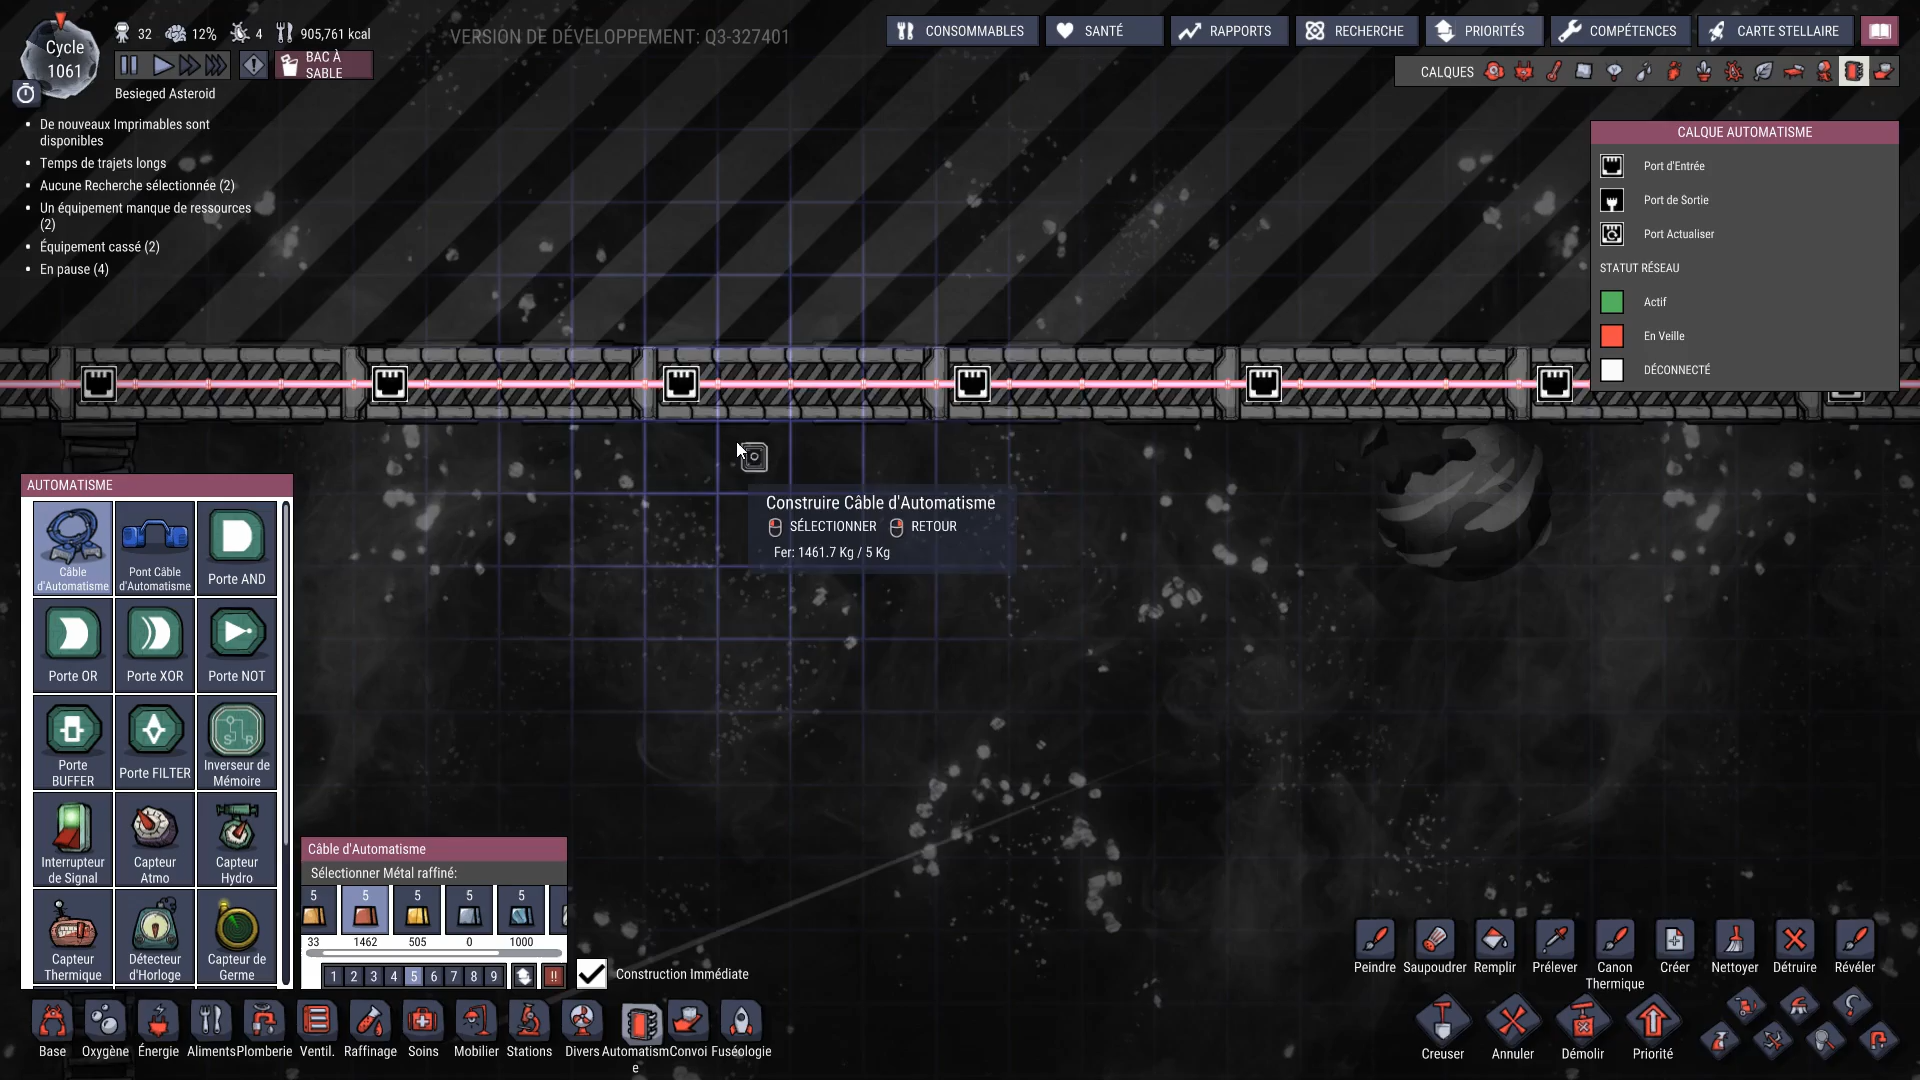 Cycle
1061
32
12%
4
905,761 kcal
BAC À
SABLE
Besieged Asteroid
VERSION DE DÉVELOPPEMENT: Q3-327401
CONSOMMABLES
SANTÉ
RAPPORTS
RECHERCHE
PRIORITÉS
COMPÉTENCES
CARTE STELLAIRE
CALQUES
De nouveaux Imprimables sont
disponibles
Temps de trajets longs
Aucune Recherche sélectionnée (2)
Un équipement manque de ressources
(2)
Équipement cassé (2)
En pause (4)
CALQUE AUTOMATISME
Port d'Entrée
Port de Sortie
Port Actualiser
STATUT RÉSEAU
Actif
En Veille
DÉCONNECTÉ
Construire Câble d'Automatisme
SÉLECTIONNER RETOUR
Fer: 1461.7 Kg / 5 Kg
AUTOMATISME
Câble
d'Automatisme
Pont Câble
d'Automatisme
Porte AND
Porte OR
Porte XOR
Porte NOT
Porte
BUFFER
Porte FILTER
S R
Inverseur de
Mémoire
Interrupteur
de Signal
Capteur
Atmo
Capteur
Hydro
Capteur
Thermique
Détecteur
d'Horloge
Capteur de
Germe
Câble d'Automatisme
Sélectionner Métal raffiné:
5 5 5 5 5
33 1462 505 0 1000
1 2 3 4 5 6 7 8 9 !!
Construction Immédiate
Peindre
Saupoudrer
Remplir
Prélever
Canon
Thermique
Créer
Nettoyer
Détruire
Révéler
Base
Oxygène
Énergie
Aliments
Plomberie
Ventil.
Raffinage
Soins
Mobilier
Stations
Divers
Automatism
e
Convoi
Fuséologie
Creuser
Annuler
Démolir
Priorité